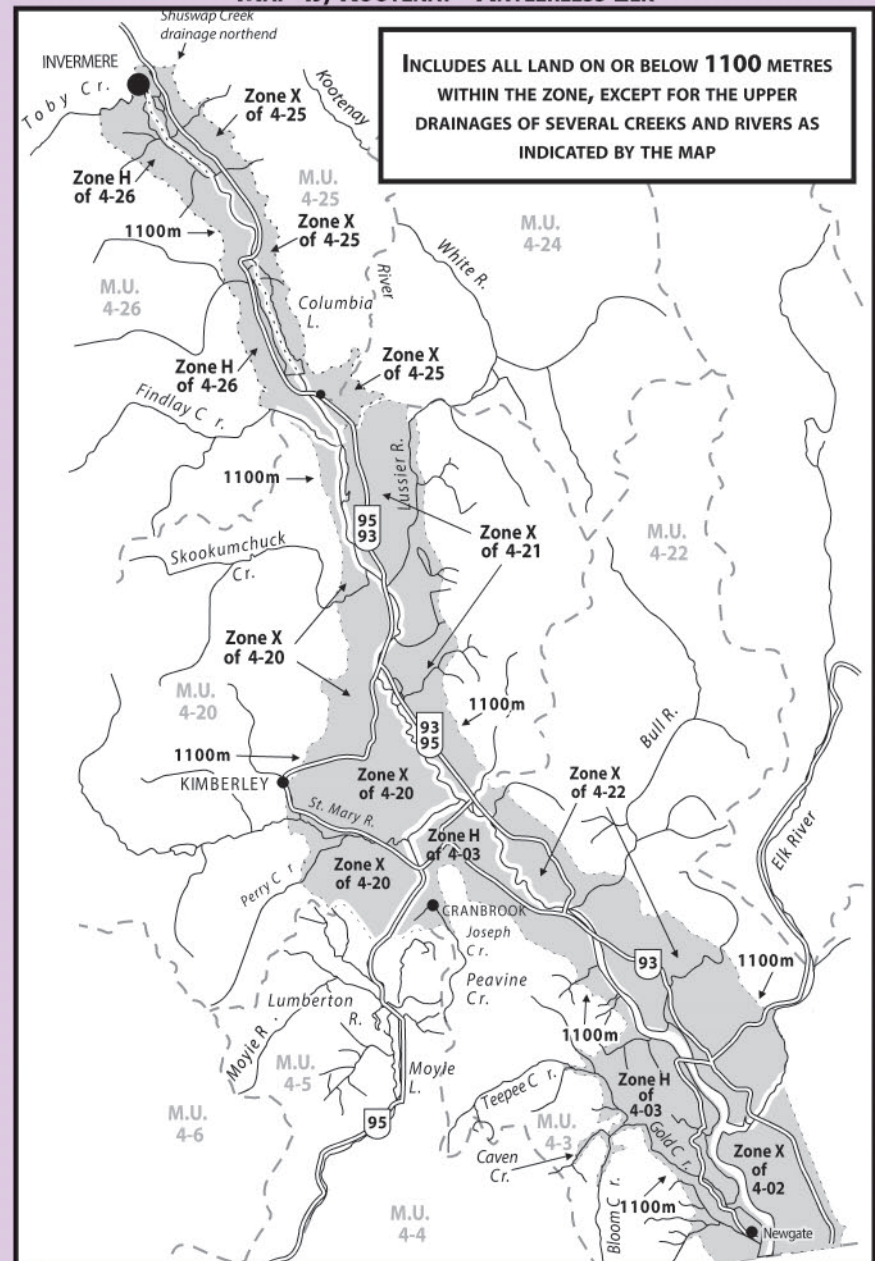 Shuswap Creek
drainage northend
INVERMERE
Toby Cr.
Kootenay
INCLUDES ALL LAND ON OR BELOW 1100 METRES
WITHIN THE ZONE, EXCEPT FOR THE UPPER
DRAINAGES OF SEVERAL CREEKS AND RIVERS AS
INDICATED BY THE MAP
Zone X
of 4-25
Zone H
of 4-26
M.U.
4-25
1100m
Zone X
of 4-25
M.U.
4-24
White R.
River
M.U.
4-26
Columbia
L.
Zone H
of 4-26
Zone X
of 4-25
Findlay Cr.
1100m
Lussier R.
95
93
Zone X
of 4-21
M.U.
4-22
Skookumchuck
Cr.
Zone X
of 4-20
M.U.
4-20
1100m
93
95
Bull R.
1100m
KIMBERLEY
Zone X
of 4-20
Zone X
of 4-22
St. Mary R.
Zone H
of 4-03
Elk River
Zone X
of 4-20
Perry Cr
CRANBROOK
Joseph
Cr.
93
Peavine
Cr.
1100m
Lumberton
R.
1100m
Moyie R.
M.U.
4-5
Moyie
L.
Teepee Cr.
Zone H
of
4-03
M.U.
4-6
95
M.U.
4-3
Gold Cr.
Caven
Cr.
Zone X
of
4-02
Bloom Cr.
1100m
M.U.
4-4
Newgate